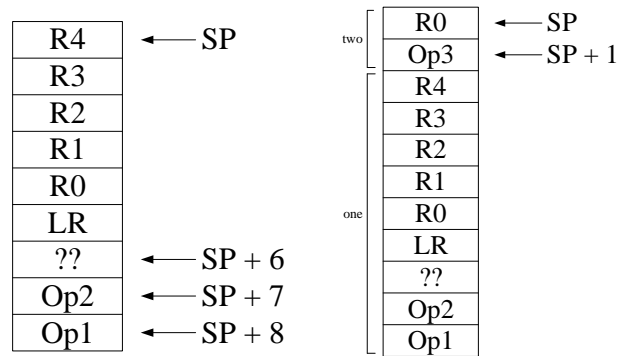 R4 SP
R3
R2
R1
R0
LR
?? SP + 6
Op2 SP + 7
Op1 SP + 8
two
R0 SP
Op3 SP + 1
one
R4
R3
R2
R1
R0
LR
??
Op2
Op1